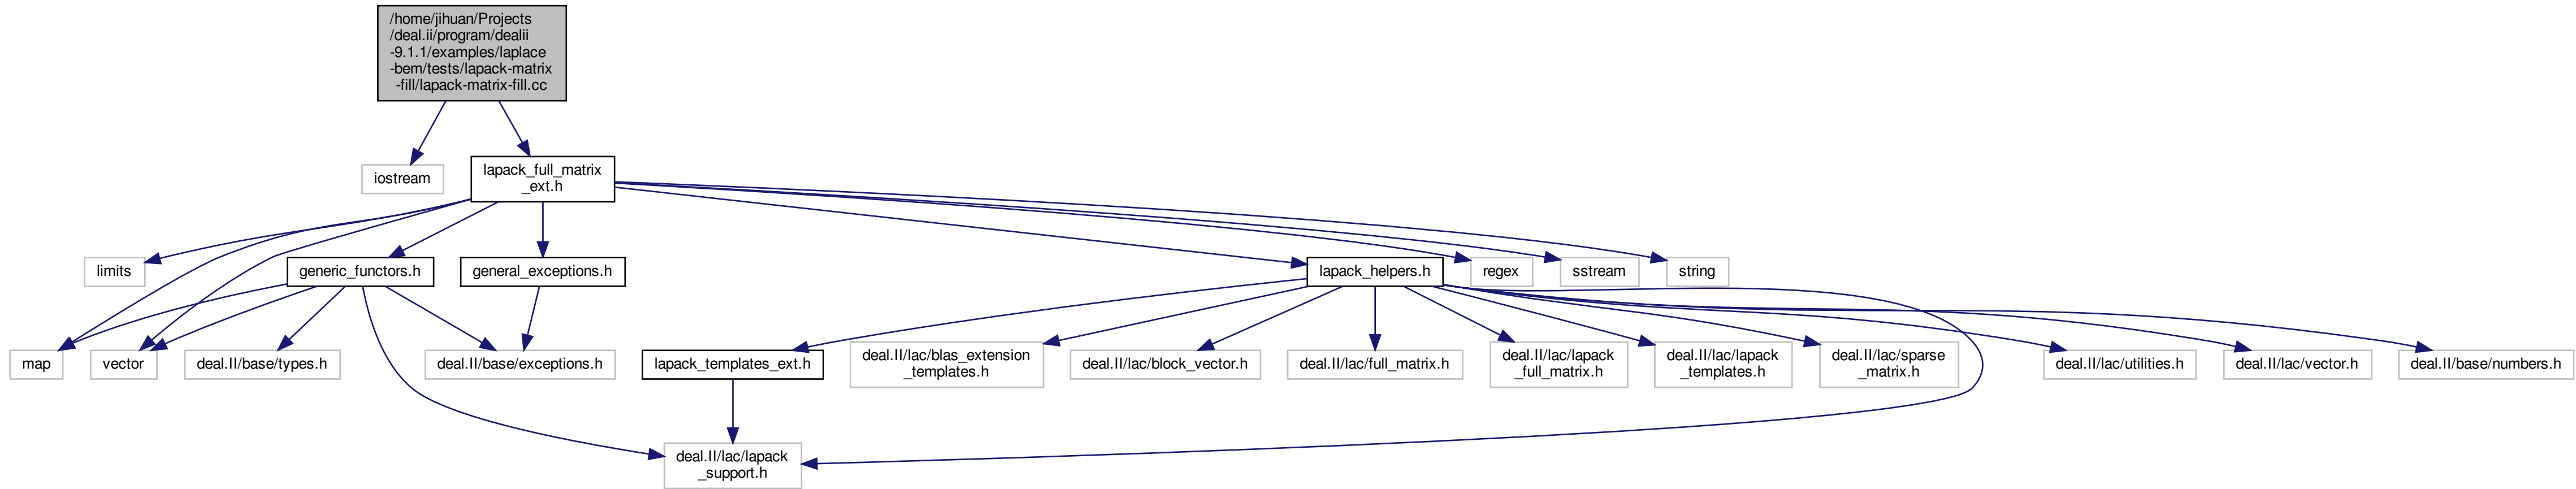 /home/jihuan/Projects
/deal.ii/program/dealii
-9.1.1/examples/laplace
-bem/tests/lapack-matrix
-fill/lapack-matrix-fill.cc
iostream
lapack_full_matrix
_ext.h
limits
generic_functors.h
general_exceptions.h
lapack_helpers.h
regex
sstream
string
map
vector
deal.II/base/types.h
deal.II/base/exceptions.h
lapack_templates_ext.h
deal.II/lac/blas_extension
_templates.h
deal.II/lac/block_vector.h
deal.II/lac/full_matrix.h
deal.II/lac/lapack
_full_matrix.h
deal.II/lac/lapack
_templates.h
deal.II/lac/sparse
_matrix.h
deal.II/lac/utilities.h
deal.II/lac/vector.h
deal.II/base/numbers.h
deal.II/lac/lapack
_support.h